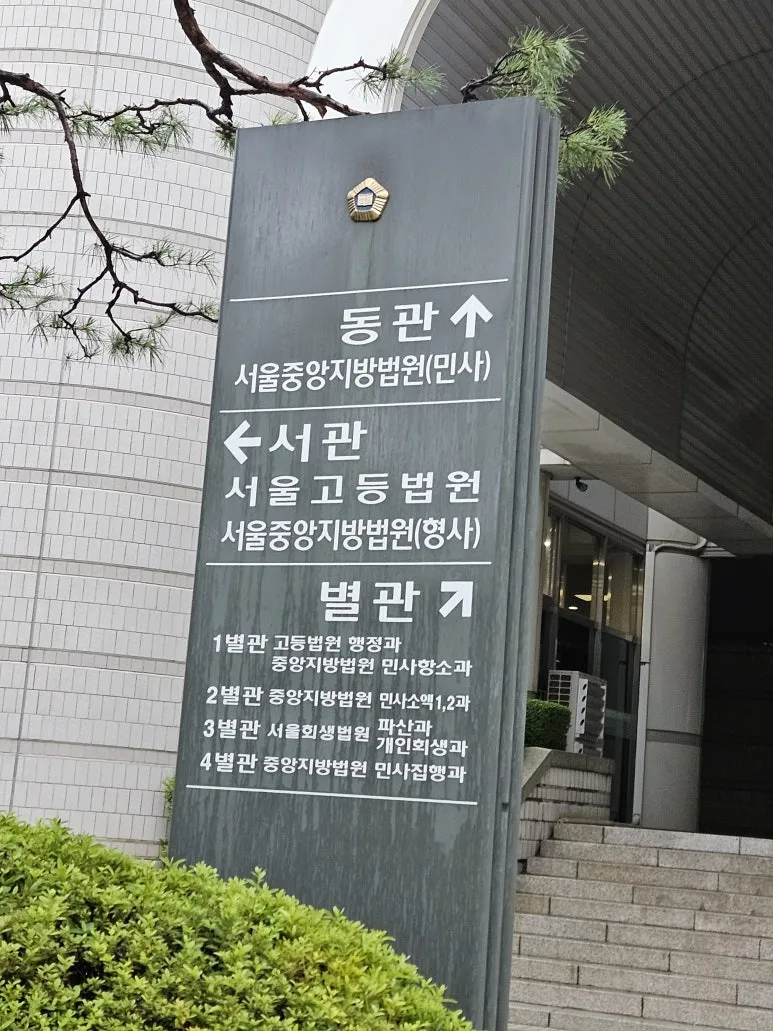 동관 ↑
서울중앙지방법원(민사)
← 서관
서울고등법원
서울중앙지방법원(형사)
별관 ↗
1별관 고등법원 행정과
중앙지방법원 민사항소과
2별관 중앙지방법원 민사소액1,2과
3별관 서울회생법원 파산과
개인회생과
4별관 중앙지방법원 민사집행과